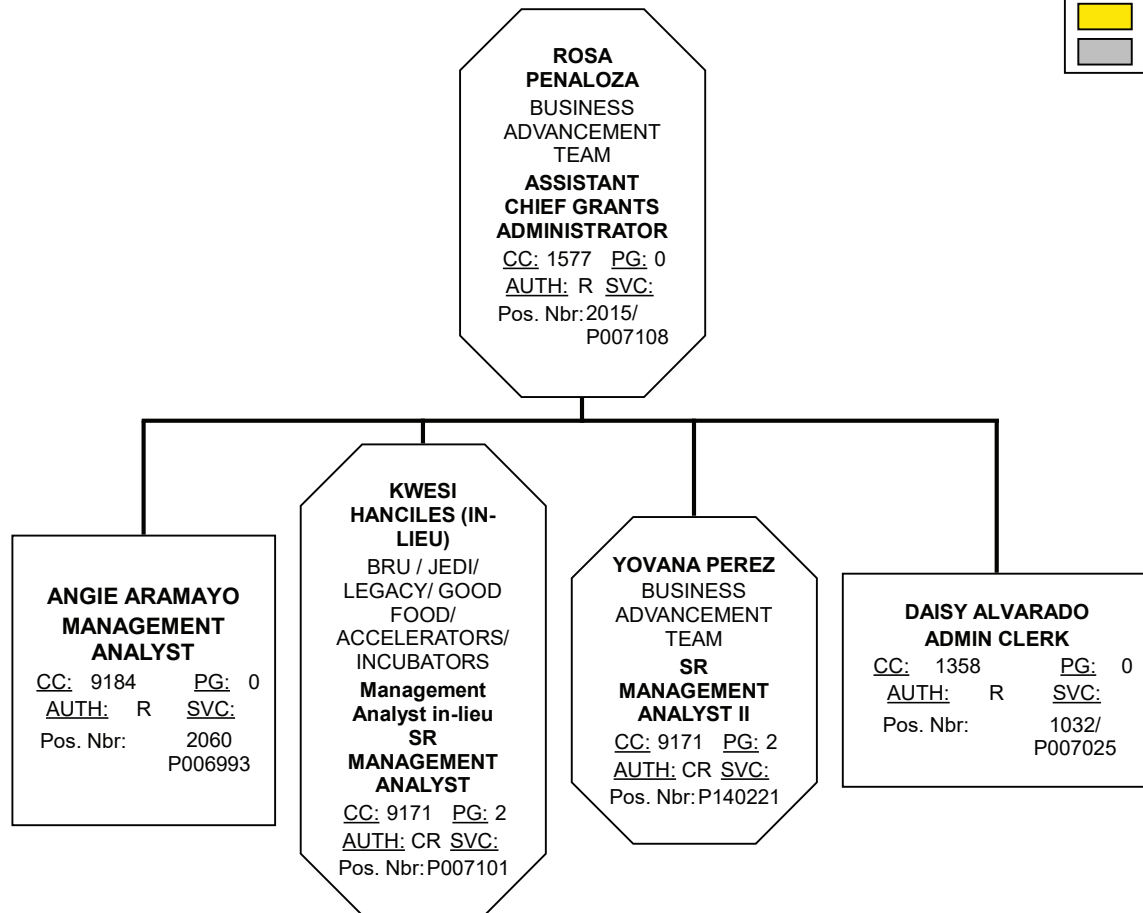 ROSA
PENALOZA
BUSINESS
ADVANCEMENT
TEAM
ASSISTANT
CHIEF GRANTS
ADMINISTRATOR
CC: 1577 PG: 0
AUTH: R SVC:
Pos. Nbr: 2015/
P007108
ANGIE ARAMAYO
MANAGEMENT
ANALYST
CC: 9184 PG: 0
AUTH: R SVC:
Pos. Nbr: 2060
P006993
KWESI
HANCILES (IN-
LIEU)
BRU / JEDI/
LEGACY/ GOOD
FOOD/
ACCELERATORS/
INCUBATORS
Management
Analyst in-lieu
SR
MANAGEMENT
ANALYST
CC: 9171 PG: 2
AUTH: CR SVC:
Pos. Nbr: P007101
YOVANA PEREZ
BUSINESS
ADVANCEMENT
TEAM
SR
MANAGEMENT
ANALYST II
CC: 9171 PG: 2
AUTH: CR SVC:
Pos. Nbr: P140221
DAISY ALVARADO
ADMIN CLERK
CC: 1358 PG: 0
AUTH: R SVC:
Pos. Nbr: 1032/
P007025